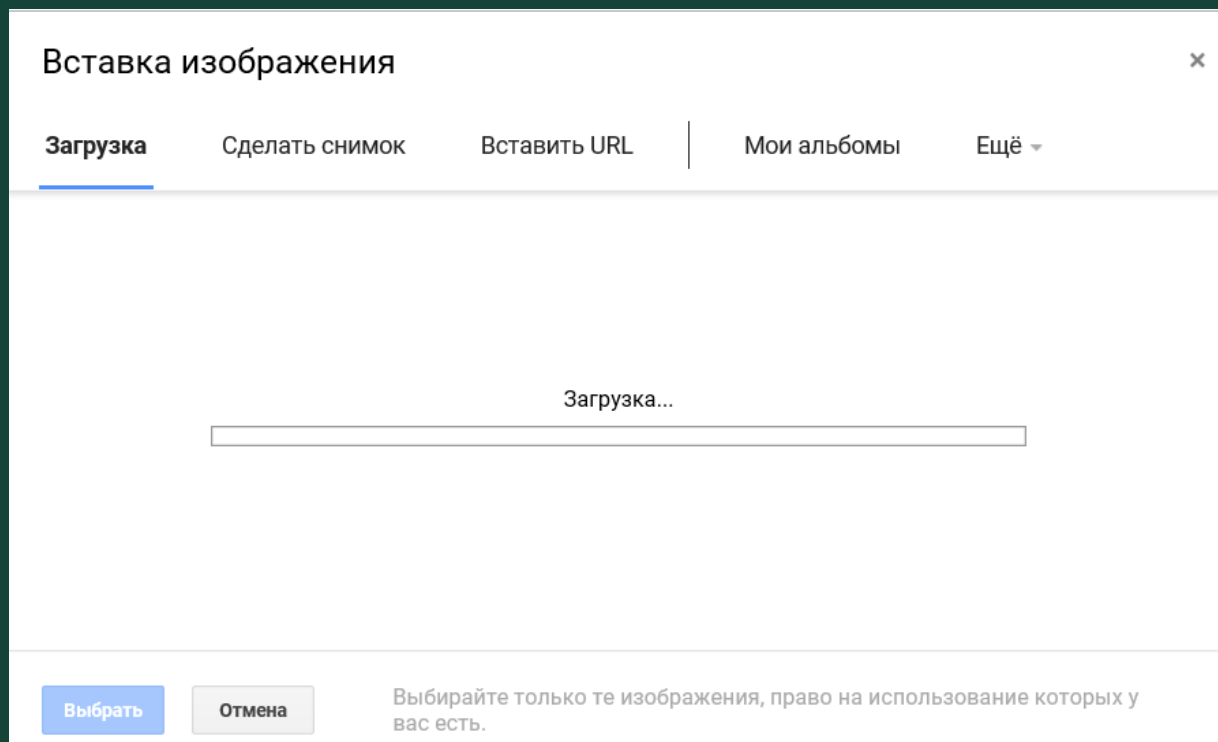 Вставка изображения
×
Загрузка
Сделать снимок
Вставить URL
Мои альбомы
Ещё
Загрузка...
Выбрать
Отмена
Выбирайте только те изображения, право на использование которых у
вас есть.